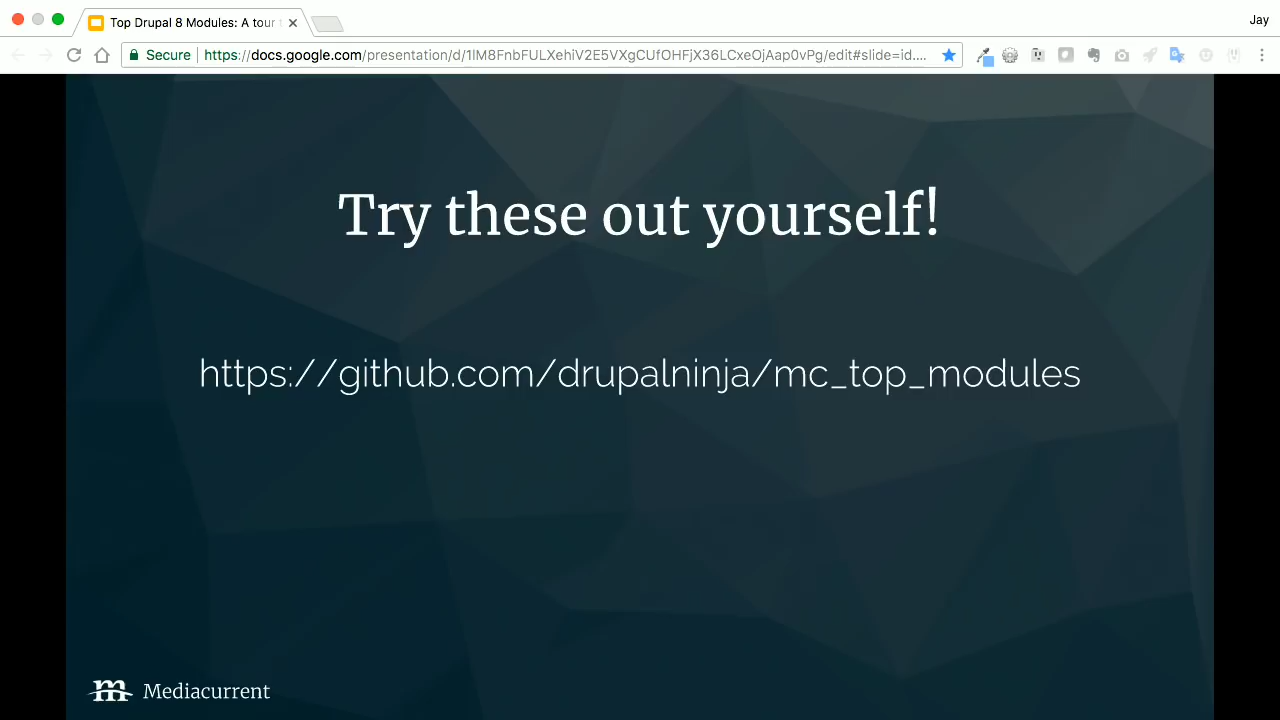 Top Drupal 8 Modules: A tour
Jay
Secure
https://docs.google.com/presentation/d/1IM8FnbFULXehiV2E5VXgCUfOHFjX36LCxeOjAap0vPg/edit#slide=id....
Try these out yourself!
https://github.com/drupalninja/mc_top_modules
Mediacurrent